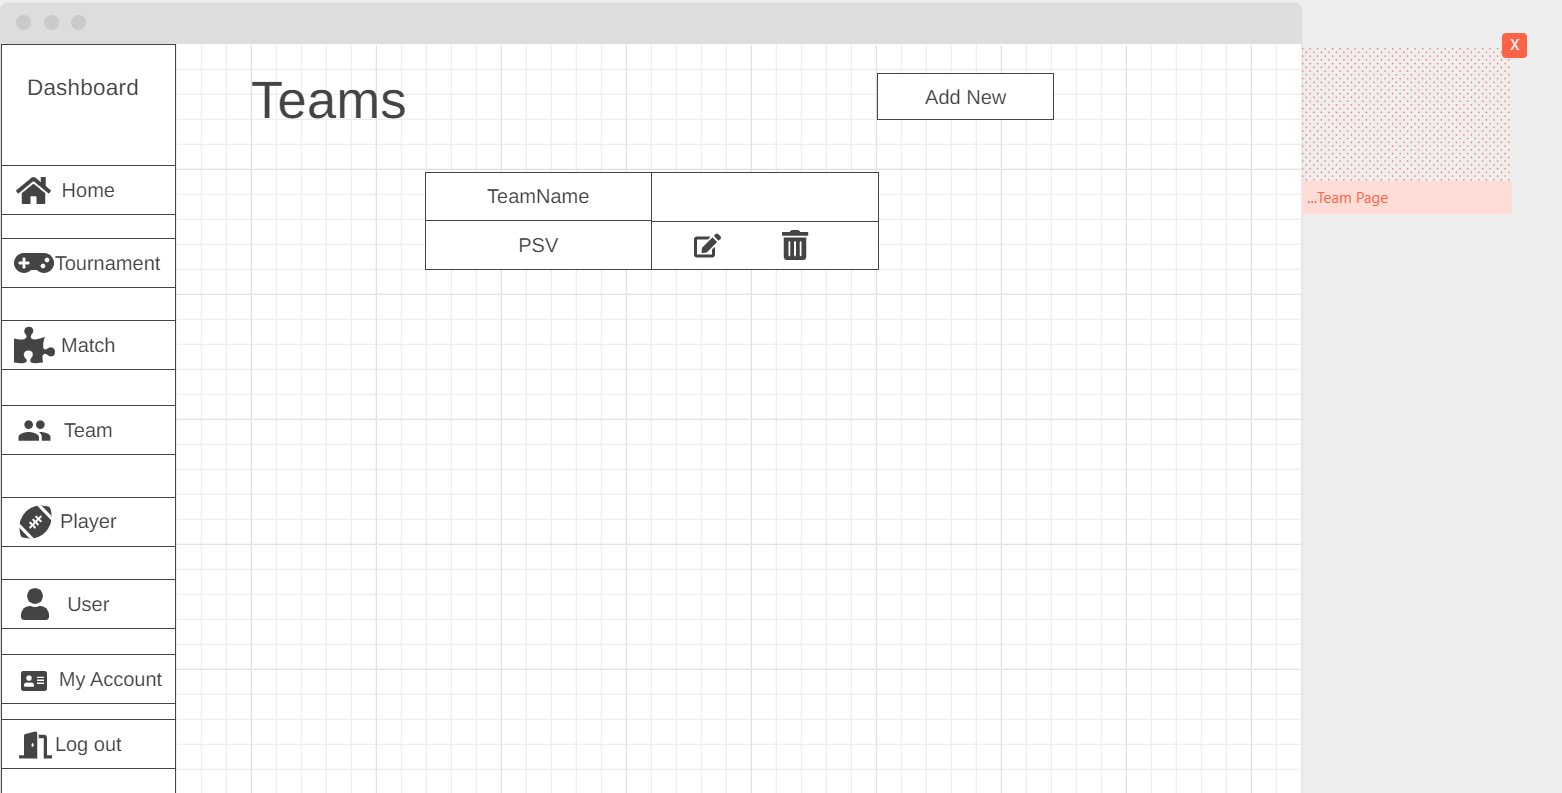 X
Dashboard
Teams
Add New
Home
TeamName
...Team Page
PSV
Tournament
Match
Team
Player
User
My Account
Log out